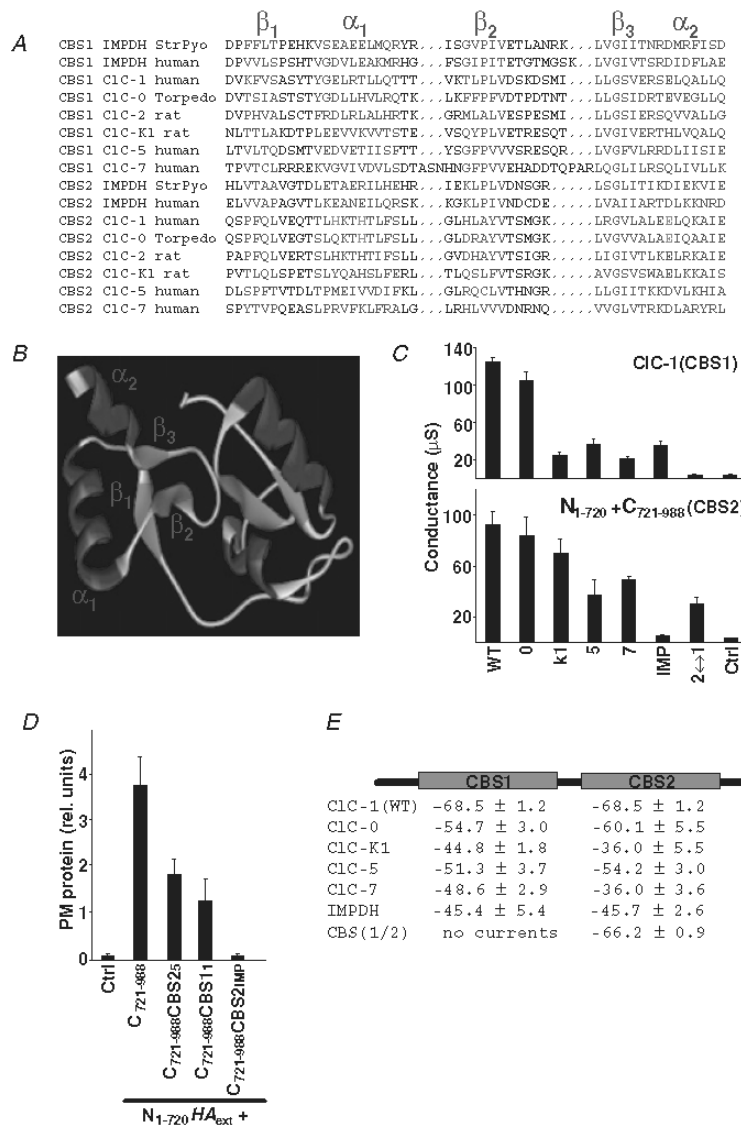 A
β1 α1 β2 β3 α2
CBS1 IMPDH StrPyo DPFFLTPEHKVSEAEELMQRYR...ISGVPIVETLANRK...LVGIITNRDMRFISD
CBS1 IMPDH human DPVVLSPSHTVGDVLEAKMRHG...FSGIPITETGTMGSK.LVGIVTSRDIDFLAE
CBS1 ClC-1 human DVKFVSASYTYGELRTLLQTTT...VKTLPLVDSKDSMI...LLGSVERSELQALLQ
CBS1 ClC-0 Torpedo DVTSIASTSTYGDLLHVLRQTK...LKFFPFVDTPDTNT...LLGSIDRTEVEGLLQ
CBS1 ClC-2 rat DVPHVALSCTFRDLRLALHRTK...GRMLALVESPESMI...LLGSIERSQVVALLG
CBS1 ClC-K1 rat NLTTLAKDTPLEEVVKVVTSTE...VSQYPLVETRESQT...LVGIVERTHLVQALQ
CBS1 ClC-5 human LTVLTQDSMTVEDVETIISFTT...YSGFPVVVSRESQR...LVGFVLRRDLIISIE
CBS1 ClC-7 human TPVTCLRRREKVGVIVDVLSDTASNHNGFPVVEHADDTQPARLQGLILRSQLIVLLK
CBS2 IMPDH StrPyo HLVTAAVGTDLETAERILHEHR...IEKLPLVDNSGR....LSGLITIKDIEKVIE
CBS2 IMPDH human ELVVAPAGVTLKEANEILQRSK...KGKLPIVNDCDE....LVAIIARTDLKKNRD
CBS2 ClC-1 human QSPFQLVEQTTLHKTHTLFSLL...GLHLAYVTSMGK....LRGVLALEELQKAIE
CBS2 ClC-0 Torpedo QSPFQLVEGTSLQKTHTLFSLL...GLDRAYVTSMGK....LVGVVALAEIQAAIE
CBS2 ClC-2 rat PAPFQLVERTSLHKTHTIFSLL...GVDHAYVTSIGR....LIGIVTLKELRKAIE
CBS2 ClC-K1 rat PVTLQLSPETSLYQAHSLFERL...LTQSLFVTSRGK....AVGSVSWAELKKAIS
CBS2 ClC-5 human DLSPFTVTDLTPMEIVVDIFKL...GLRQCLVTHNGR....LLGIITKKDVLKHIA
CBS2 ClC-7 human SPYTVPQEASLPRVFKLFRALG...LRHLVVVDNRNQ....VVGLVTRKDLARYRL
B
α2
β3
β1
β2
α1
C
ClC-1(CBS1)
140
100
60
20
N1-720 +C721-988(CBS2)
100
60
20
Conductance (μS)
WT 0 k1 5 7 IMP 2↔1 Ctrl
D
PM protein (rel. units)
4
3
2
1
0
Ctrl C721-988 C721-988CBS25 C721-988CBS11 C721-988CBS2IMP
N1-720 HAext +
E
CBS1 CBS2
ClC-1(WT) -68.5 ± 1.2 -68.5 ± 1.2
ClC-0 -54.7 ± 3.0 -60.1 ± 5.5
ClC-K1 -44.8 ± 1.8 -36.0 ± 5.5
ClC-5 -51.3 ± 3.7 -54.2 ± 3.0
ClC-7 -48.6 ± 2.9 -36.0 ± 3.6
IMPDH -45.4 ± 5.4 -45.7 ± 2.6
CBS(1/2) no currents -66.2 ± 0.9